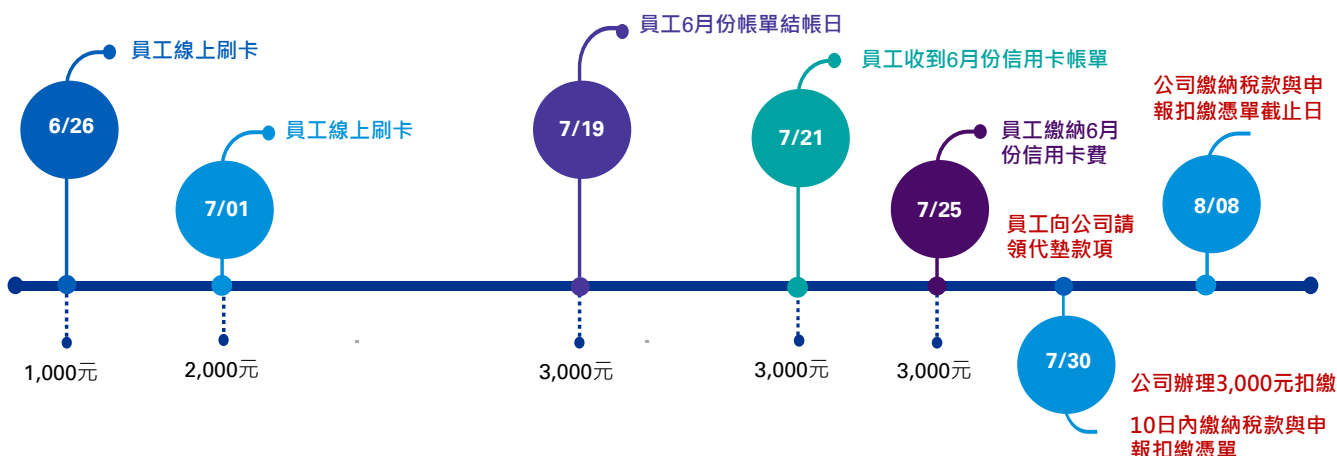 員工線上刷卡
6/26
員工線上刷卡
7/01
員工6月份帳單結帳日
7/19
員工收到6月份信用卡帳單
7/21
員工繳納6月
份信用卡費
7/25
員工向公司請
領代墊款項
公司繳納稅款與申
報扣繳憑單截止日
8/08
1,000元
2,000元
3,000元
3,000元
3,000元
7/30
公司辦理3,000元扣繳
10日內繳納稅款與申
報扣繳憑單